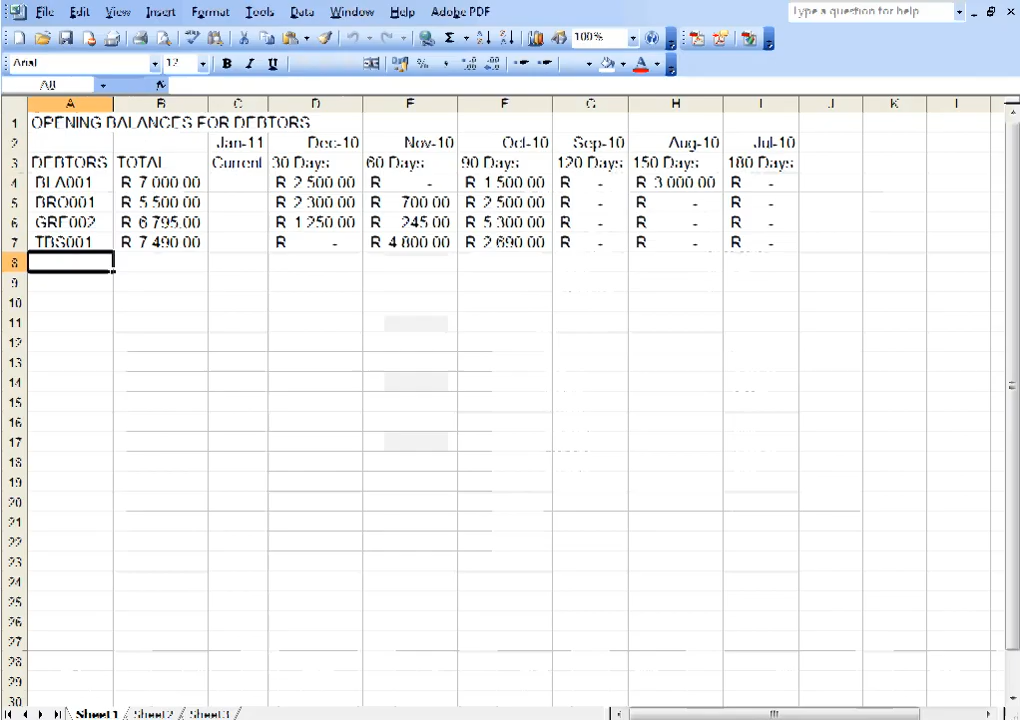 File Edit View Insert Format Tools Data Window Help Adobe PDF Type a question for help
100%
Arial 12 B I U %
A8 fx
A B C D E F G H I J K L
1 OPENING BALANCES FOR DEBTORS
2 Jan-11 Dec-10 Nov-10 Oct-10 Sep-10 Aug-10 Jul-10
3 DEBTORS TOTAL Current 30 Days 60 Days 90 Days 120 Days 150 Days 180 Days
4 BLA001 R 7 000.00 R 2 500.00 R - R 1 500.00 R - R 3 000.00 R -
5 BRO001 R 5 500.00 R 2 300.00 R 700.00 R 2 500.00 R - R - R -
6 GRE002 R 6 795.00 R 1 250.00 R 245.00 R 5 300.00 R - R - R -
7 TBS001 R 7 490.00 R - R 4 800.00 R 2 690.00 R - R - R -
8
9
10
11
12
13
14
15
16
17
18
19
20
21
22
23
24
25
26
27
28
29
30
Sheet1 Sheet2 Sheet3